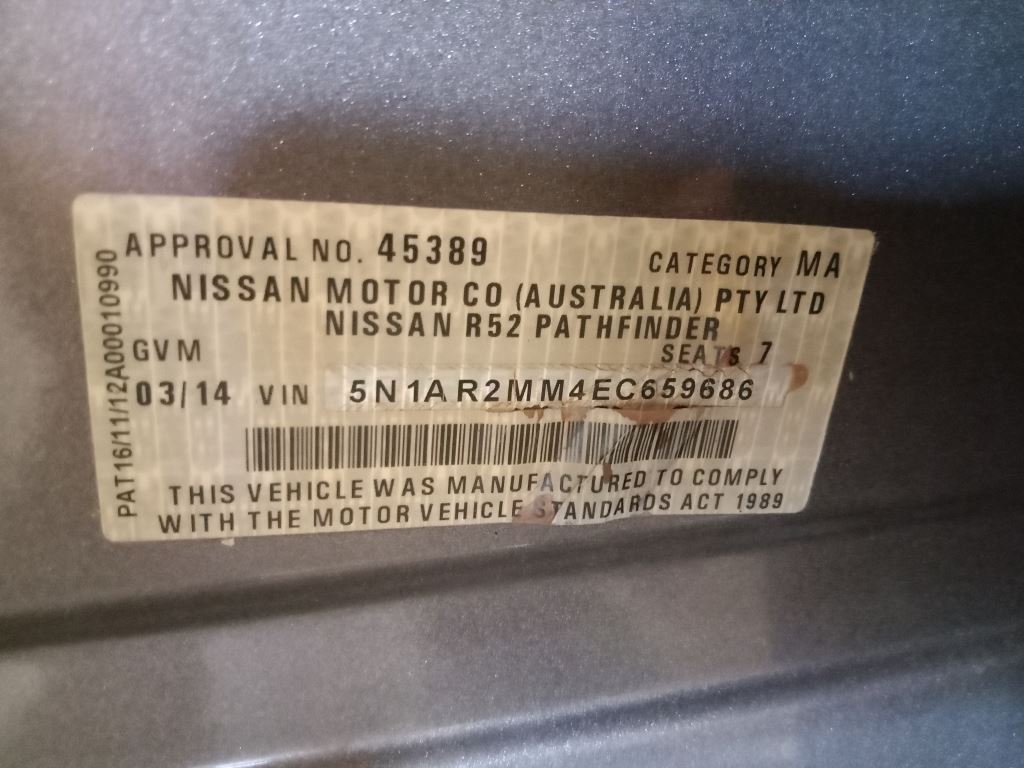 APPROVAL NO. 45389
CATEGORY MA
NISSAN MOTOR CO (AUSTRALIA) PTY LTD
NISSAN R52 PATHFINDER
GVM
SEATS 7
03/14 VIN 5N1AR2MM4EC659686
THIS VEHICLE WAS MANUFACTURED TO COMPLY
WITH THE MOTOR VEHICLE STANDARDS ACT 1989
PAT16/11/12A000010990